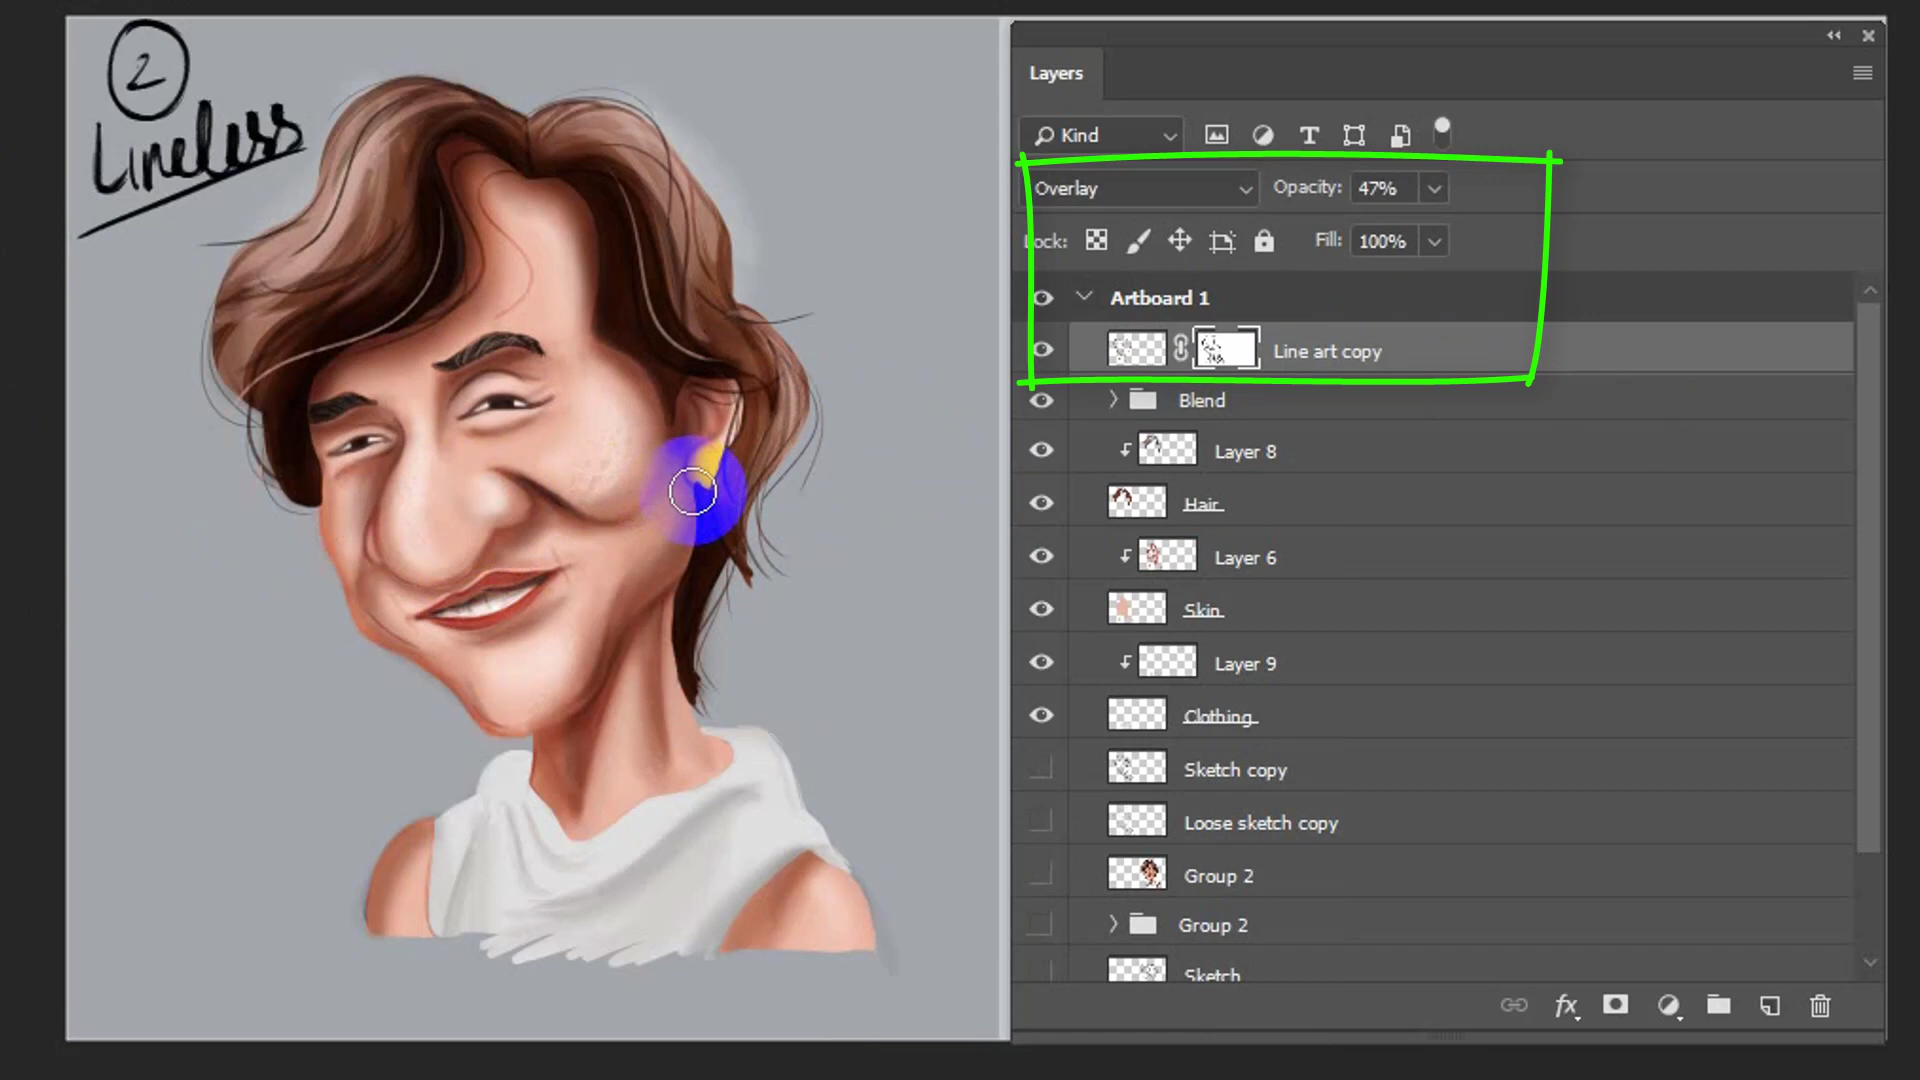 2
Lineless
Layers
Kind
Overlay
Opacity: 47%
Lock:
Fill: 100%
Artboard 1
Line art copy
Blend
Layer 8
Hair
Layer 6
Skin
Layer 9
Clothing
Sketch copy
Loose sketch copy
Group 2
Group 2
Sketch
fx